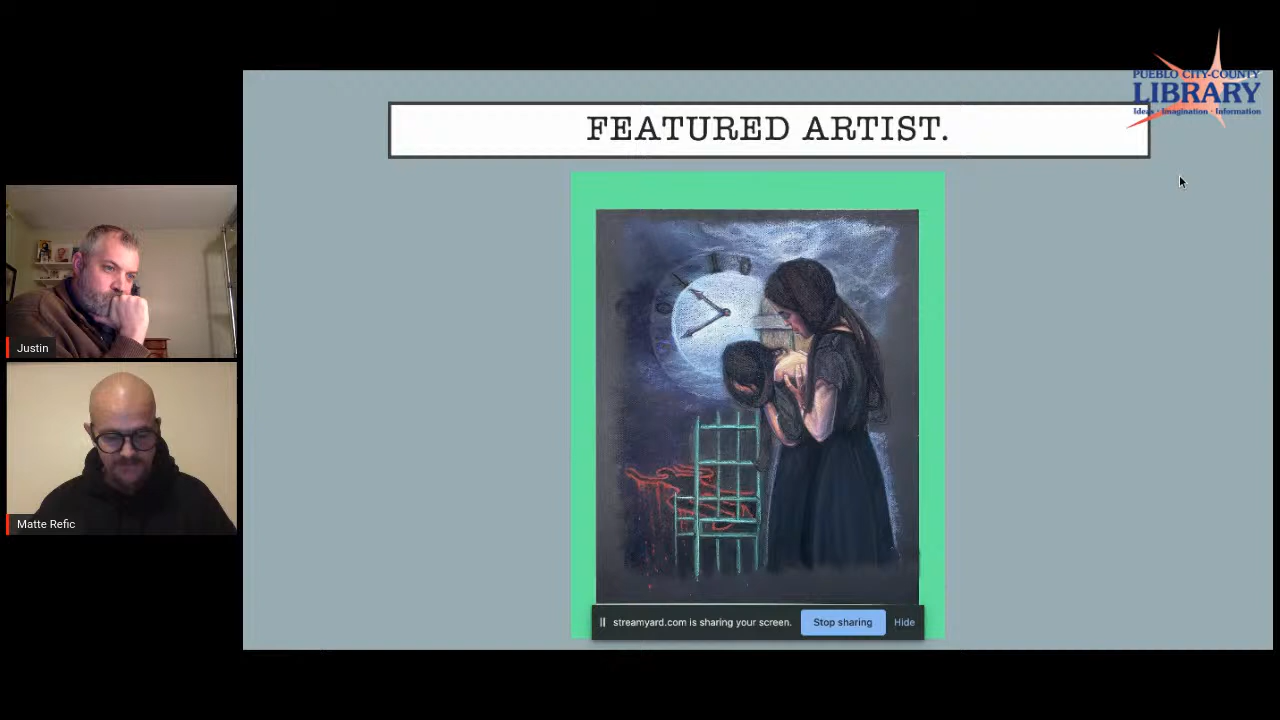 PUEBLO CITY-COUNTY
LIBRARY
Ideas · Imagination · Information
FEATURED ARTIST.
Justin
Matte Refic
streamyard.com is sharing your screen.
Stop sharing
Hide